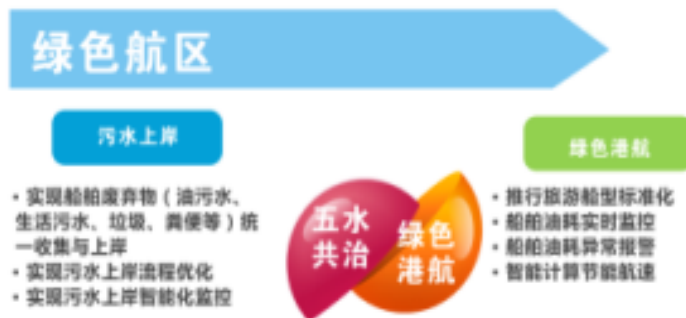 绿色航区
污水上岸
• 实现船舶废弃物（油污水、
生活污水、垃圾、粪便等）统
一收集与上岸
• 实现污水上岸流程优化
• 实现污水上岸智能化监控
五水
共治
绿色
港航
绿色港航
• 推行旅游船型标准化
• 船舶油耗实时监控
• 船舶油耗异常报警
• 智能计算节能航速